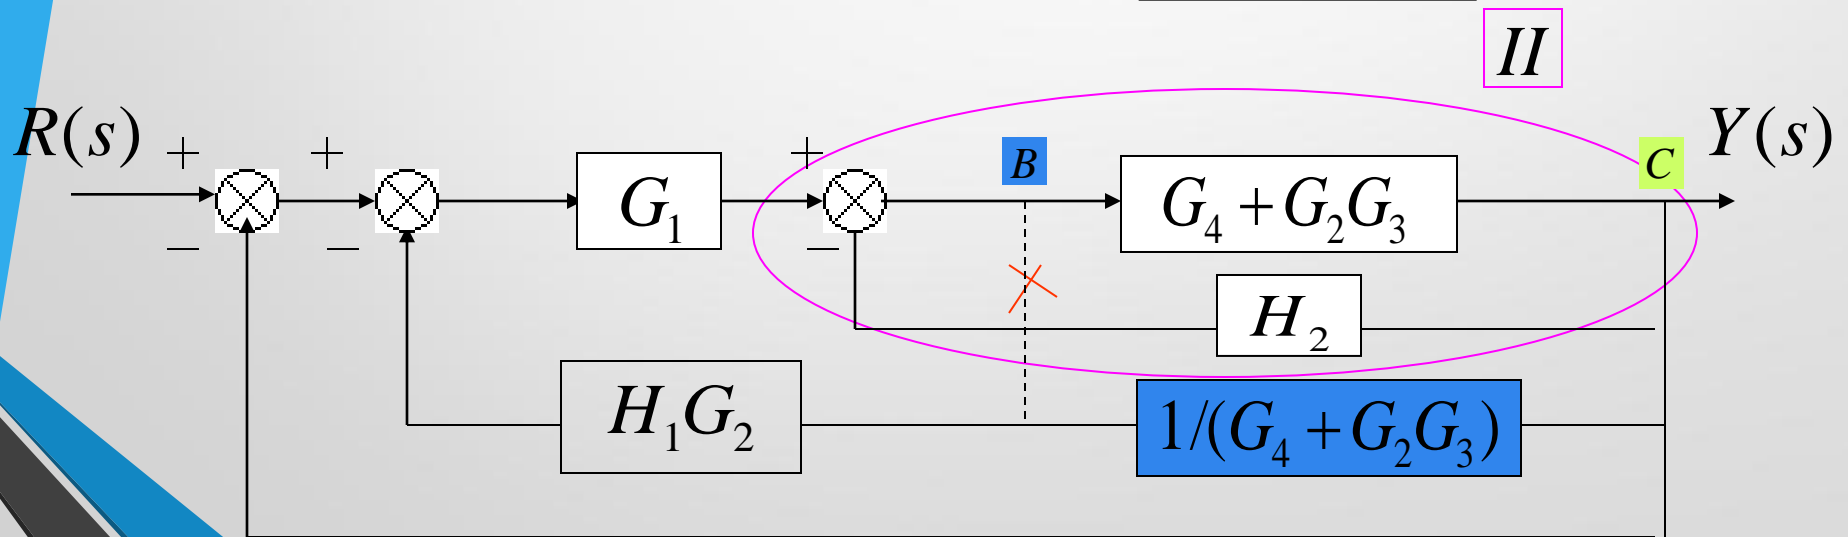 II
R(s) + + + B C Y(s)
G₁ G₄ + G₂G₃
− − −
H₂
H₁G₂ 1/(G₄ + G₂G₃)